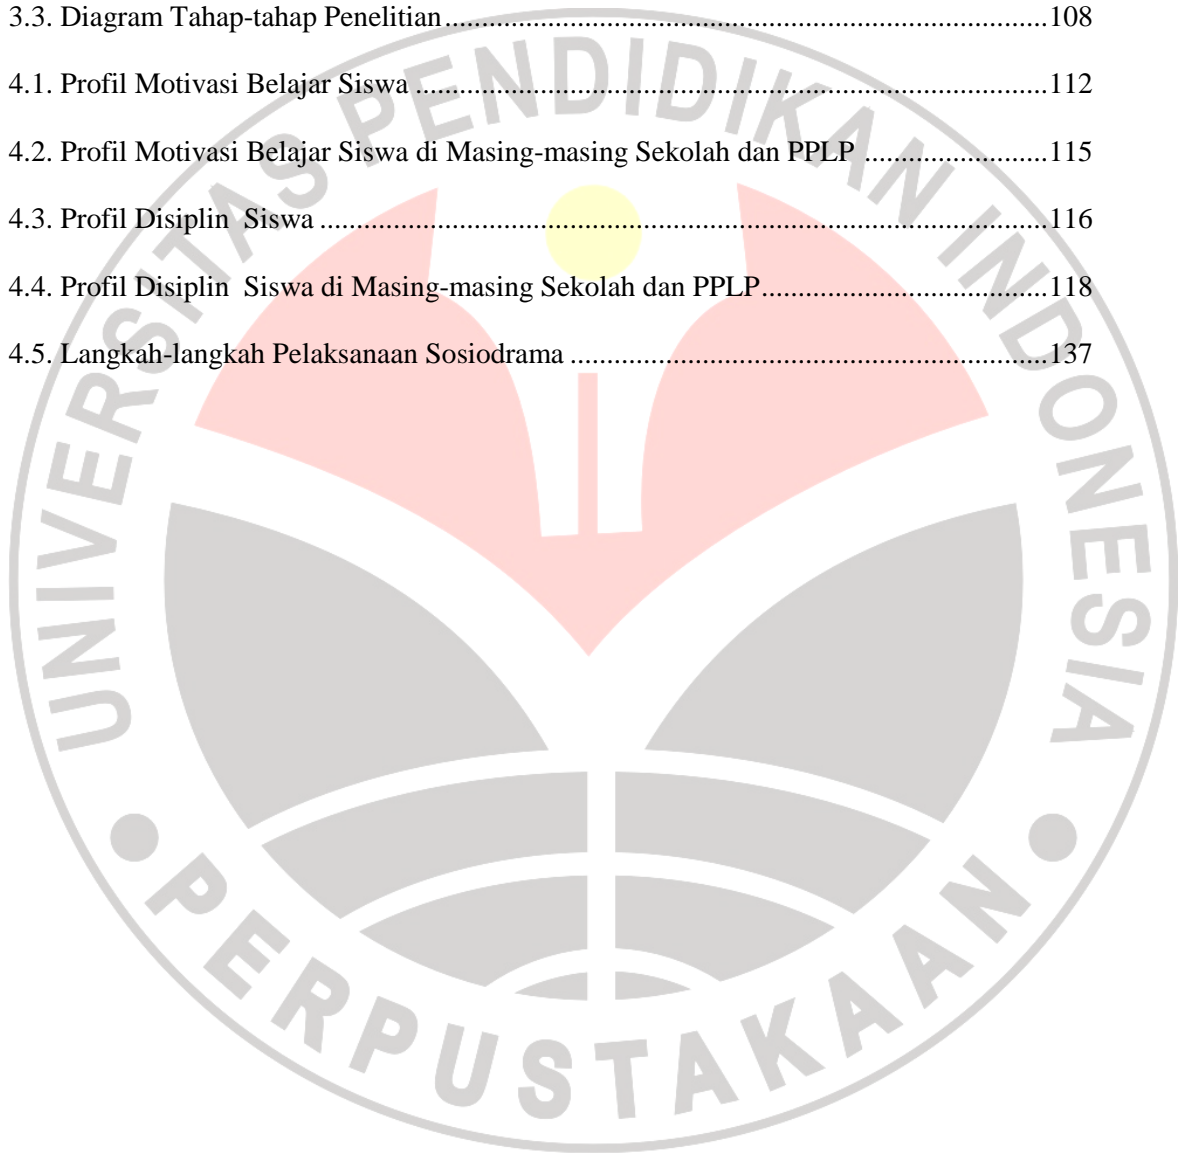 3.3. Diagram Tahap-tahap Penelitian ........................................................................... 108
4.1. Profil Motivasi Belajar Siswa ............................................................................... 112
4.2. Profil Motivasi Belajar Siswa di Masing-masing Sekolah dan PPLP ....................... 115
4.3. Profil Disiplin  Siswa ........................................................................................... 116
4.4. Profil Disiplin  Siswa di Masing-masing Sekolah dan PPLP................................... 118
4.5. Langkah-langkah Pelaksanaan Sosiodrama ........................................................... 137
UNIVERSITAS PENDIDIKAN INDONESIA
PERPUSTAKAAN